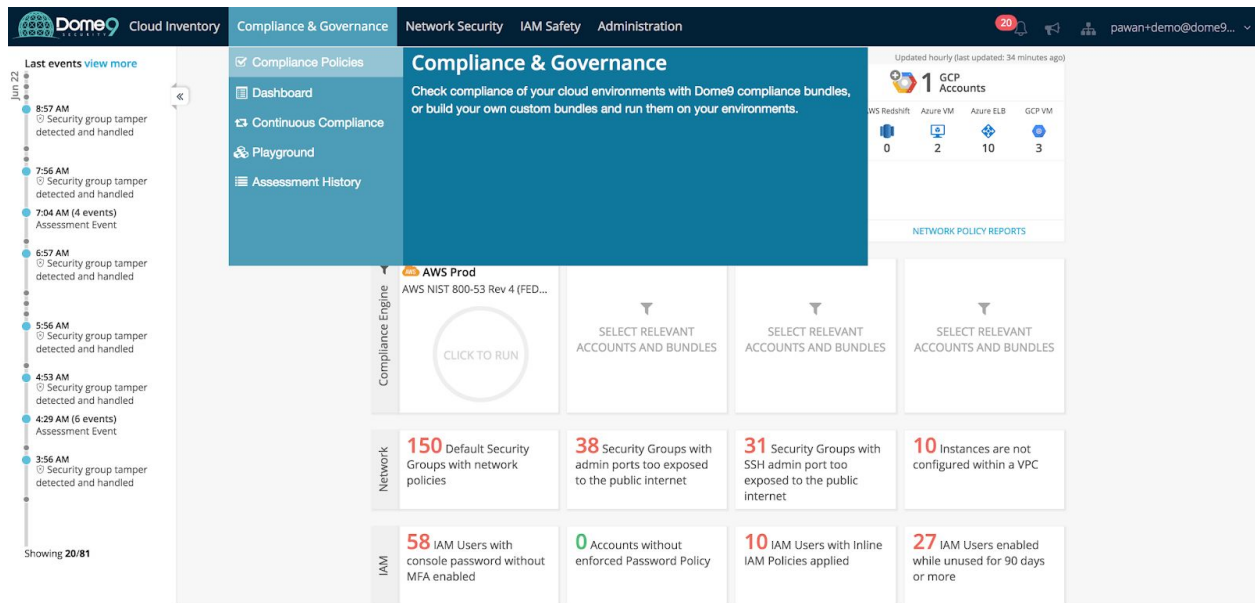 Dome9
SECURITY
Cloud Inventory
Compliance & Governance
Network Security
IAM Safety
Administration
20
pawan+demo@dome9...
Last events view more
Jun 22
8:57 AM
Security group tamper
detected and handled
7:56 AM
Security group tamper
detected and handled
7:04 AM (4 events)
Assessment Event
6:57 AM
Security group tamper
detected and handled
5:56 AM
Security group tamper
detected and handled
4:53 AM
Security group tamper
detected and handled
4:29 AM (6 events)
Assessment Event
3:56 AM
Security group tamper
detected and handled
Showing 20/81
Compliance Policies
Dashboard
Continuous Compliance
Playground
Assessment History
Compliance & Governance
Check compliance of your cloud environments with Dome9 compliance bundles,
or build your own custom bundles and run them on your environments.
Updated hourly (last updated: 34 minutes ago)
1 GCP
Accounts
WS Redshift
Azure VM
Azure ELB
GCP VM
0
2
10
3
NETWORK POLICY REPORTS
Compliance Engine
AWS
AWS Prod
AWS NIST 800-53 Rev 4 (FED...
CLICK TO RUN
SELECT RELEVANT
ACCOUNTS AND BUNDLES
SELECT RELEVANT
ACCOUNTS AND BUNDLES
SELECT RELEVANT
ACCOUNTS AND BUNDLES
Network
150 Default Security
Groups with network
policies
38 Security Groups with
admin ports too exposed
to the public internet
31 Security Groups with
SSH admin port too
exposed to the public
internet
10 Instances are not
configured within a VPC
IAM
58 IAM Users with
console password without
MFA enabled
0 Accounts without
enforced Password Policy
10 IAM Users with Inline
IAM Policies applied
27 IAM Users enabled
while unused for 90 days
or more